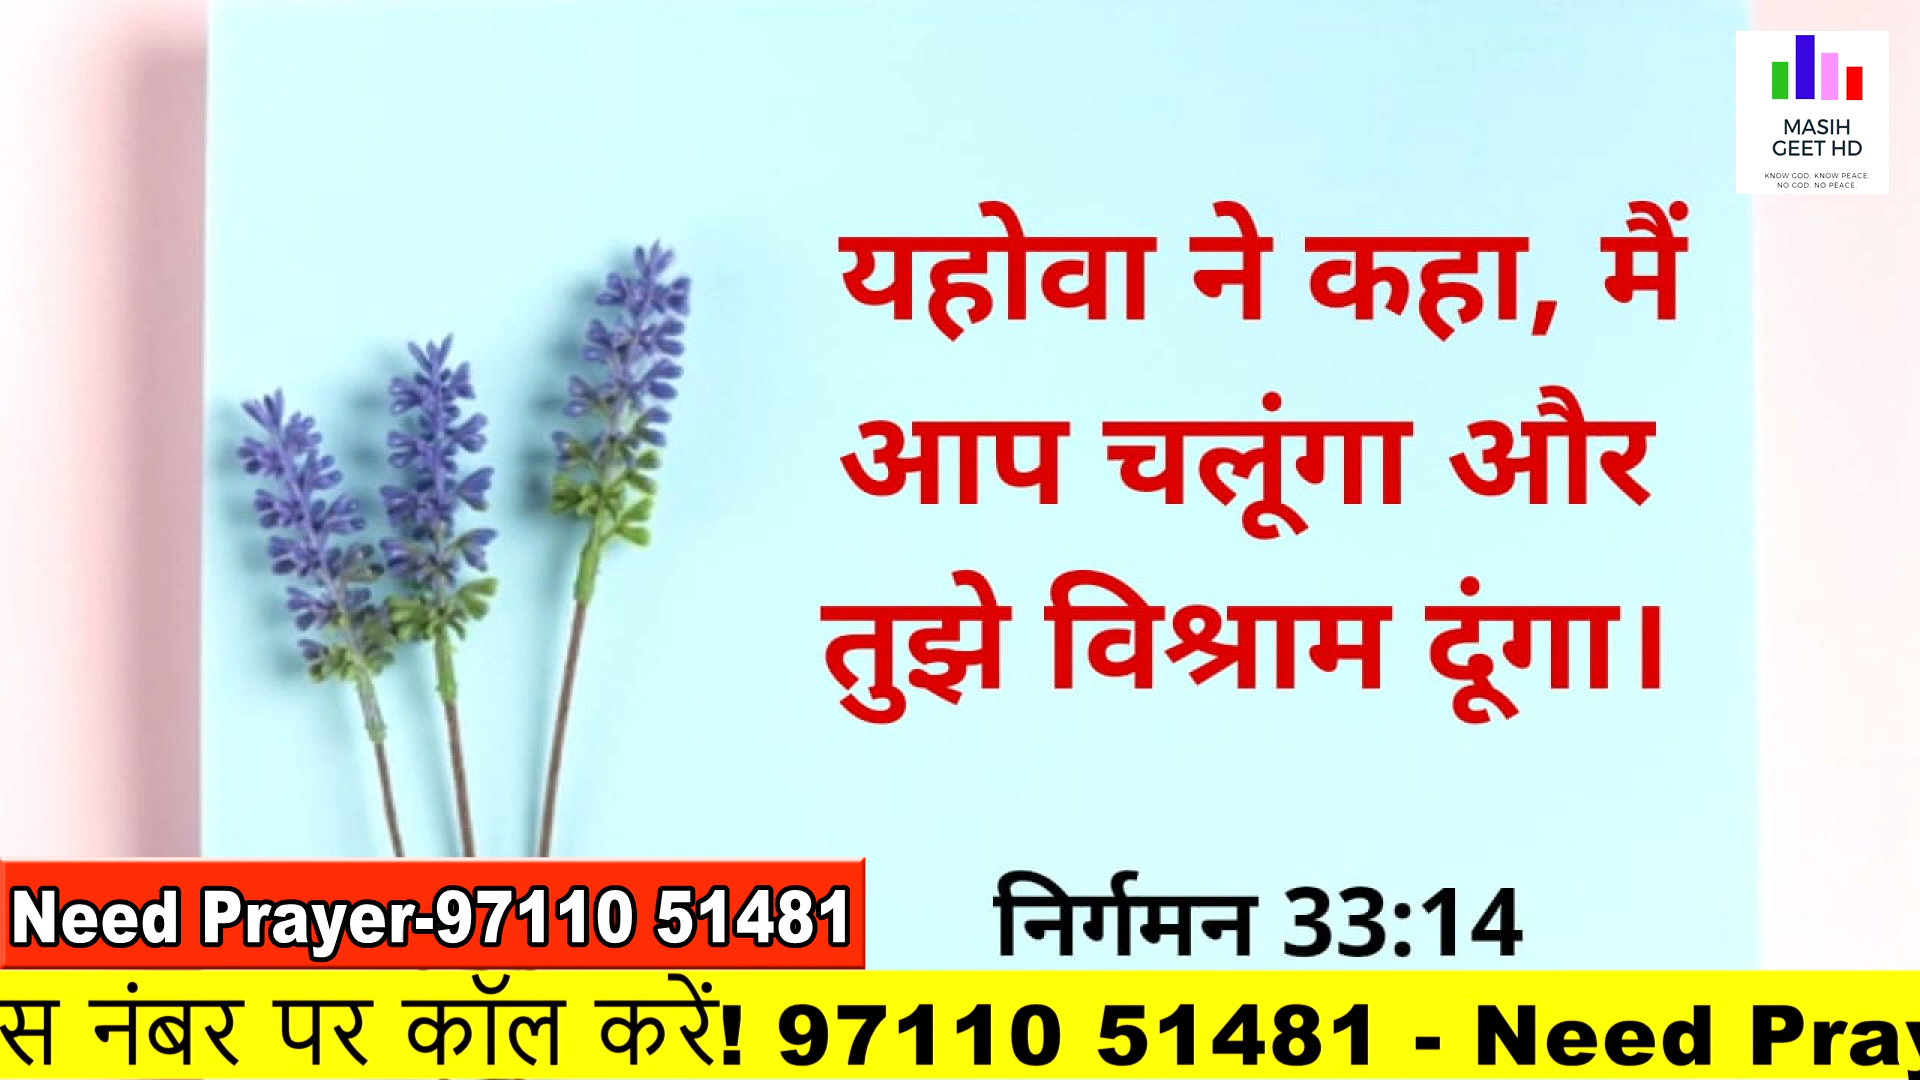 MASIH
GEET HD
KNOW GOD. KNOW PEACE.
NO GOD. NO PEACE.
यहोवा ने कहा, मैं
आप चलूंगा और
तुझे विश्राम दूंगा।
निर्गमन 33:14
Need Prayer-97110 51481
स नंबर पर कॉल करें! 97110 51481 - Need Pray